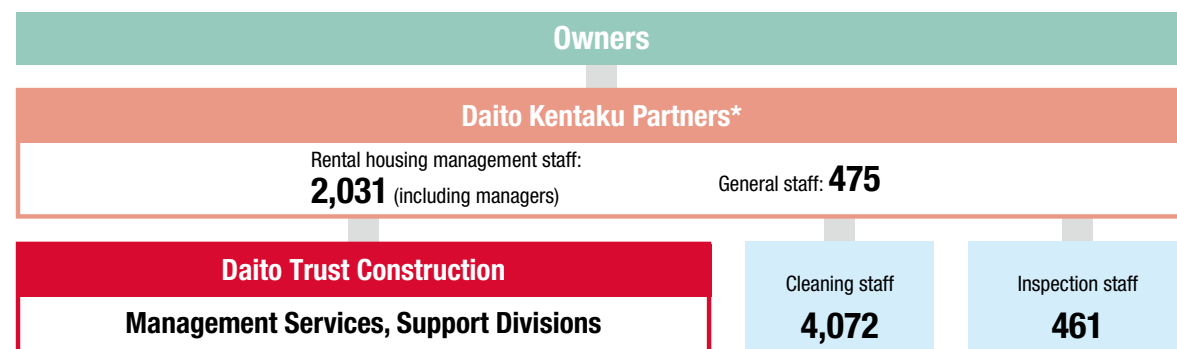 Owners
Daito Kentaku Partners*
Rental housing management staff:
2,031 (including managers)
General staff: 475
Daito Trust Construction
Management Services, Support Divisions
Cleaning staff
4,072
Inspection staff
461